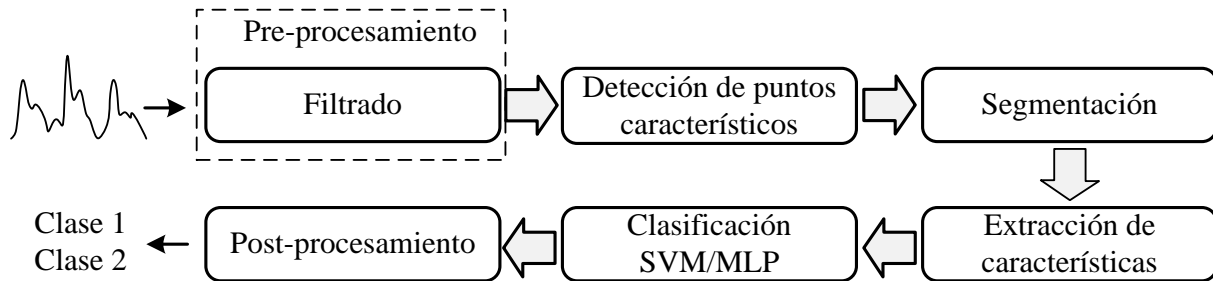 Pre-procesamiento
Filtrado
Detección de puntos
característicos
Segmentación
Extracción de
características
Clasificación
SVM/MLP
Post-procesamiento
Clase 1
Clase 2